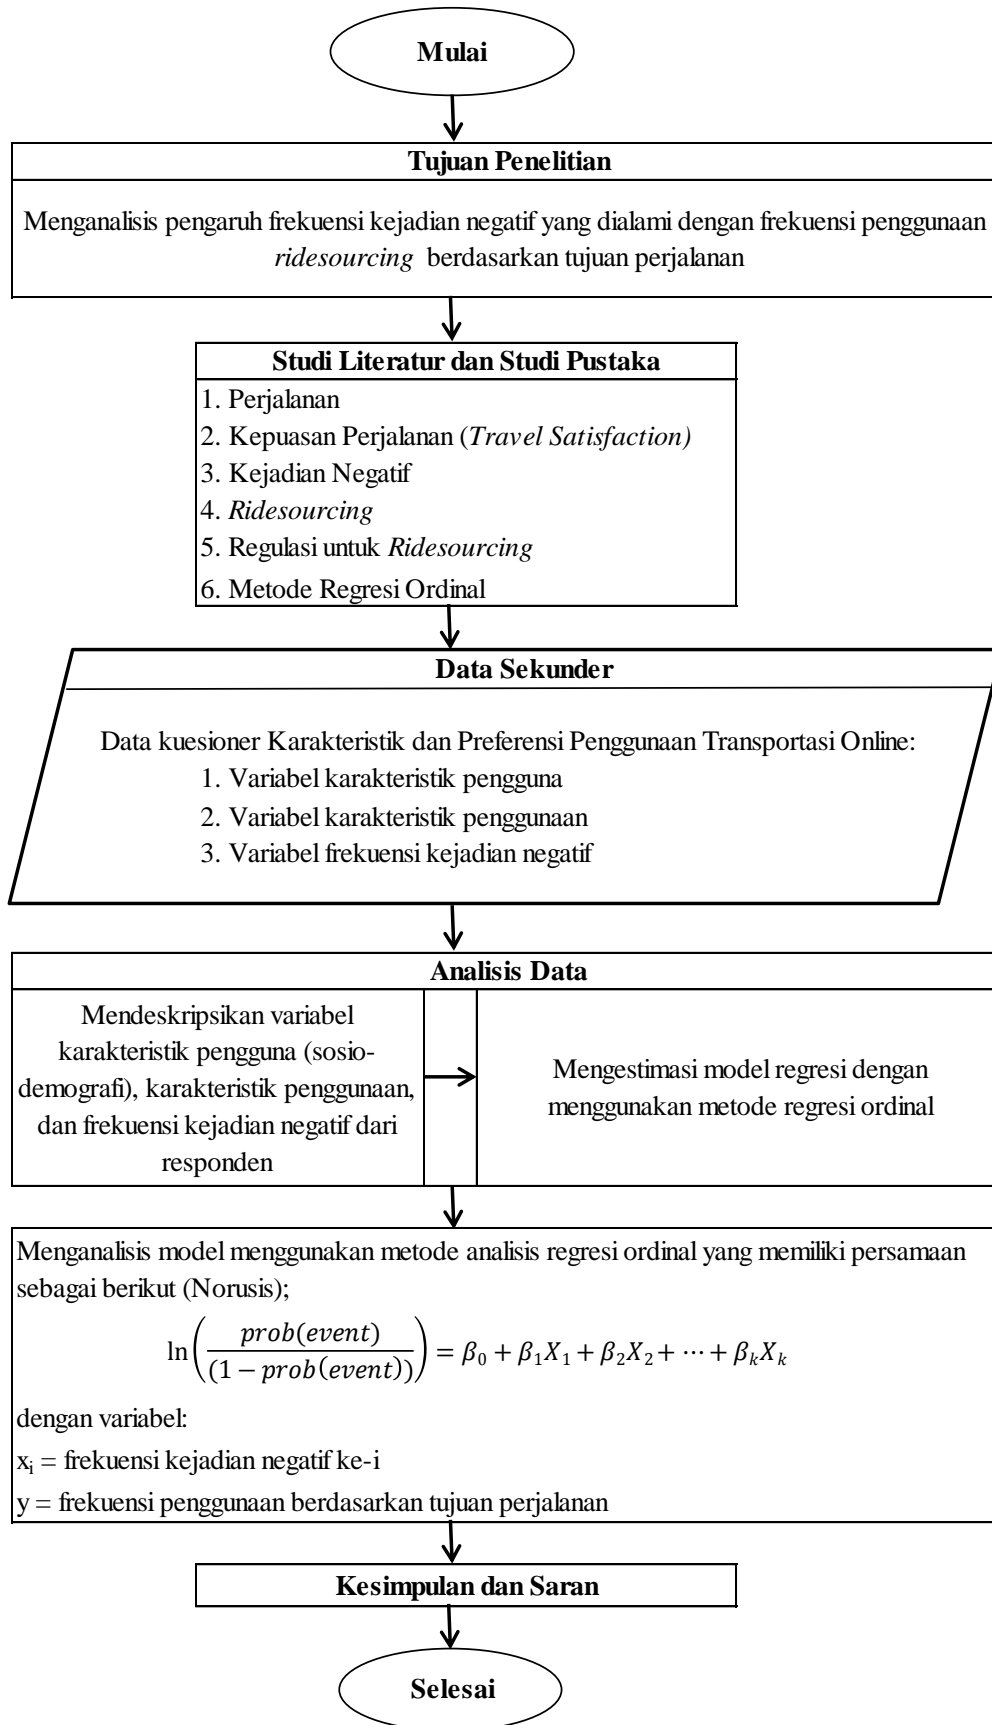 Mulai
Tujuan Penelitian
Menganalisis pengaruh frekuensi kejadian negatif yang dialami dengan frekuensi penggunaan
ridesourcing berdasarkan tujuan perjalanan
Studi Literatur dan Studi Pustaka
1. Perjalanan
2. Kepuasan Perjalanan (Travel Satisfaction)
3. Kejadian Negatif
4. Ridesourcing
5. Regulasi untuk Ridesourcing
6. Metode Regresi Ordinal
Data Sekunder
Data kuesioner Karakteristik dan Preferensi Penggunaan Transportasi Online:
1. Variabel karakteristik pengguna
2. Variabel karakteristik penggunaan
3. Variabel frekuensi kejadian negatif
Analisis Data
Mendeskripsikan variabel
karakteristik pengguna (sosio-
demografi), karakteristik penggunaan,
dan frekuensi kejadian negatif dari
responden
Mengestimasi model regresi dengan
menggunakan metode regresi ordinal
Menganalisis model menggunakan metode analisis regresi ordinal yang memiliki persamaan
sebagai berikut (Norusis);
ln(prob(event)/(1 − prob(event))) = β₀ + β₁X₁ + β₂X₂ + ⋯ + βₖXₖ
dengan variabel:
xᵢ = frekuensi kejadian negatif ke-i
y = frekuensi penggunaan berdasarkan tujuan perjalanan
Kesimpulan dan Saran
Selesai